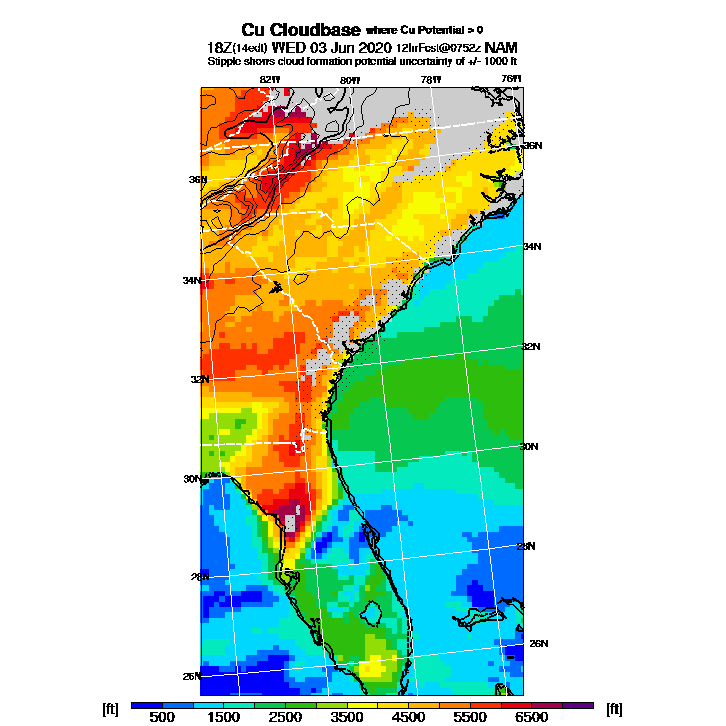 Cu Cloudbase where Cu Potential > 0
18Z(14edt) WED 03 Jun 2020 12hrFcst@0752z NAM
Stipple shows cloud formation potential uncertainty of +/- 1000 ft
82W 80W 78W 76W
36N
36N
34N
34N
32N
32N
30N
30N
28N
28N
26N
26N
[ft] [ft]
500 1500 2500 3500 4500 5500 6500